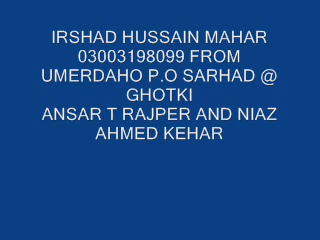 IRSHAD HUSSAIN MAHAR
03003198099 FROM
UMERDAHO P.O SARHAD @
GHOTKI
ANSAR T RAJPER AND NIAZ
AHMED KEHAR